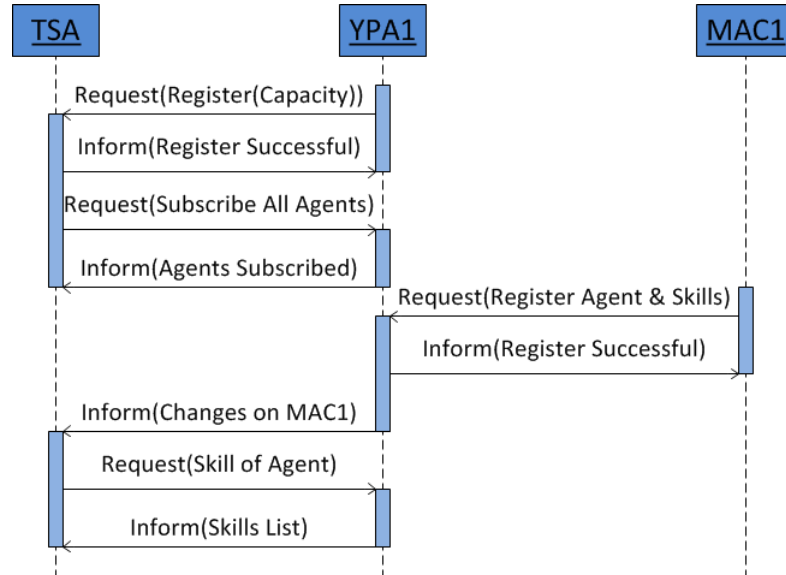 TSA
YPA1
MAC1
Request(Register(Capacity))
Inform(Register Successful)
Request(Subscribe All Agents)
Inform(Agents Subscribed)
Request(Register Agent & Skills)
Inform(Register Successful)
Inform(Changes on MAC1)
Request(Skill of Agent)
Inform(Skills List)